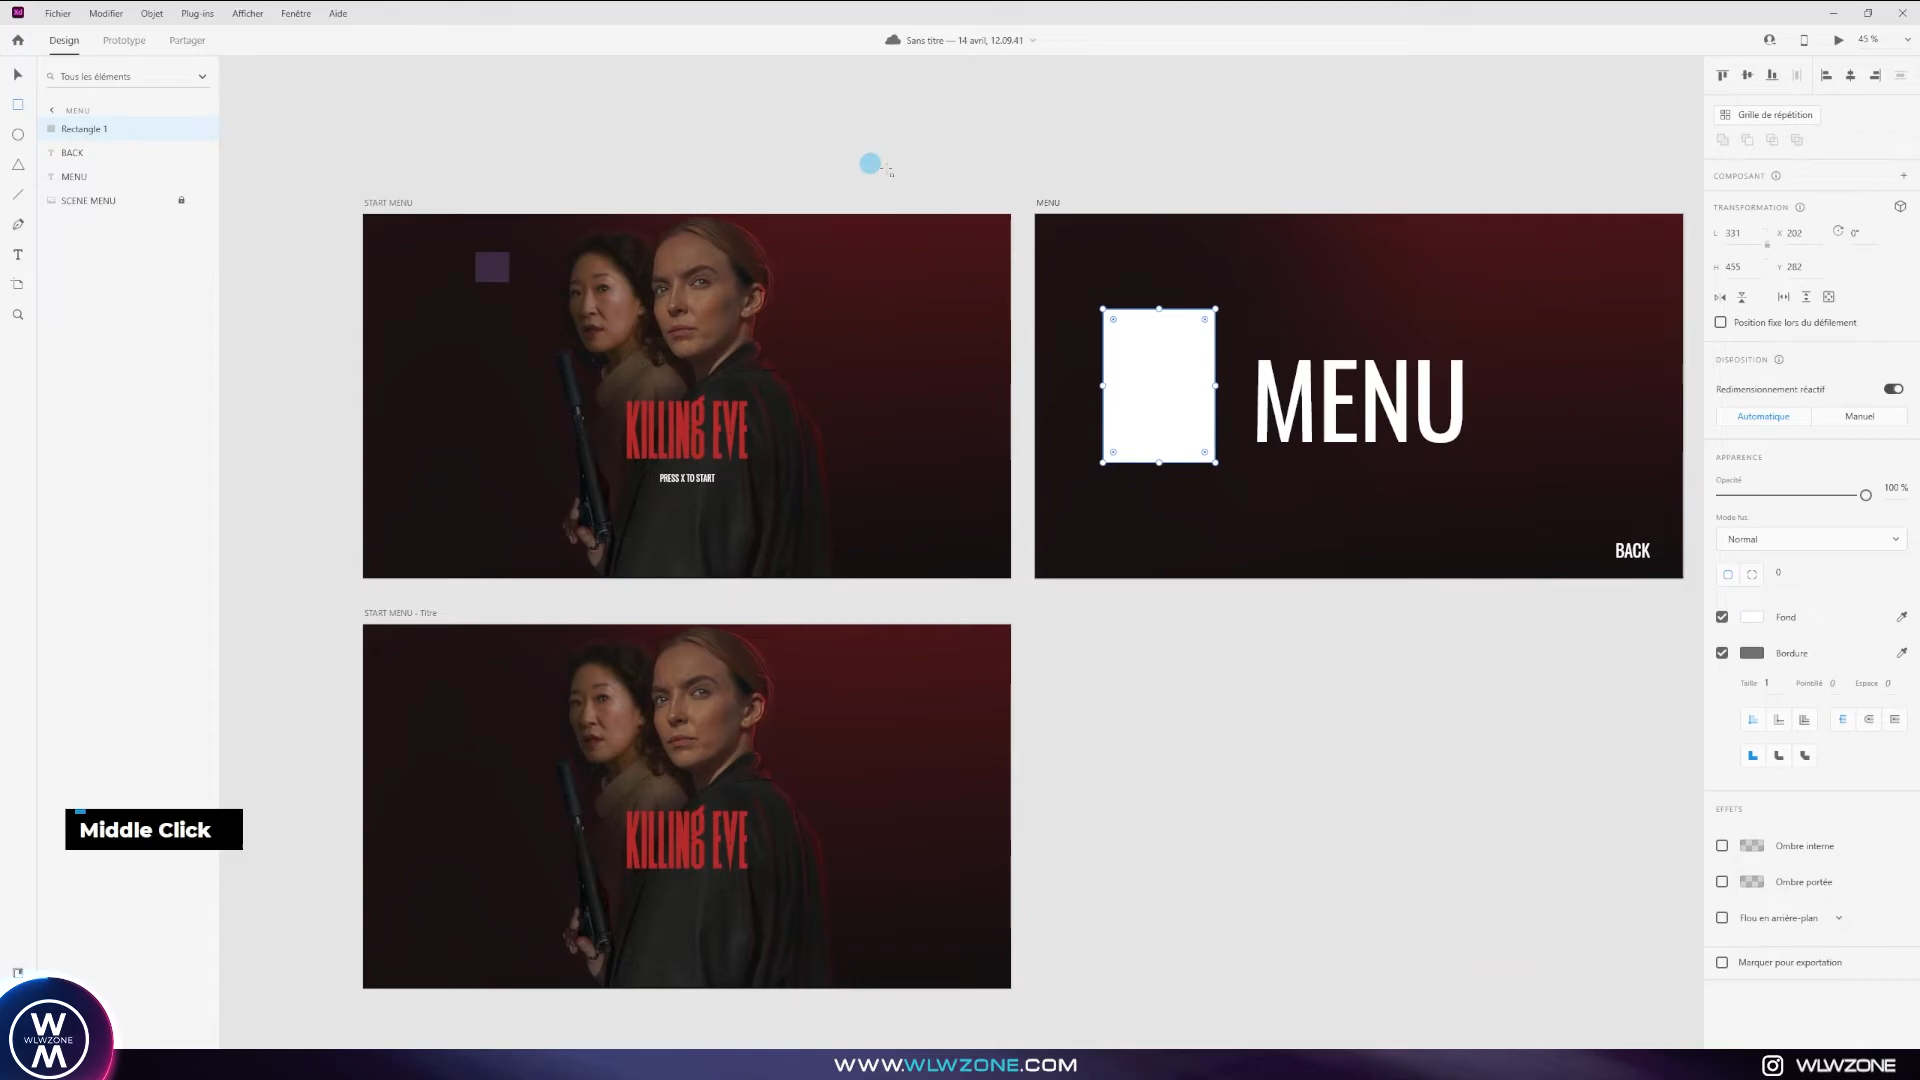 Xd Fichier Modifier Objet Plug-ins Afficher Fenêtre Aide
Design Prototype Partager
Sans titre — 14 avril, 12.09.41
45 %
Tous les éléments
MENU
Rectangle 1
BACK
MENU
SCENE MENU
START MENU
KILLING EVE
PRESS X TO START
MENU
MENU
BACK
START MENU - Titre
KILLING EVE
Grille de répétition
COMPOSANT
TRANSFORMATION
L 331 X 202 0°
H 455 Y 282
Position fixe lors du défilement
DISPOSITION
Redimensionnement réactif
Automatique Manuel
APPARENCE
Opacité
100 %
Mode fus.
Normal
0
Fond
Bordure
Taille 1 Pointillé 0 Espace 0
EFFETS
Ombre interne
Ombre portée
Flou en arrière-plan
Marquer pour exportation
Middle Click
W
WLWZONE
M
WWW.WLWZONE.COM
WLWZONE